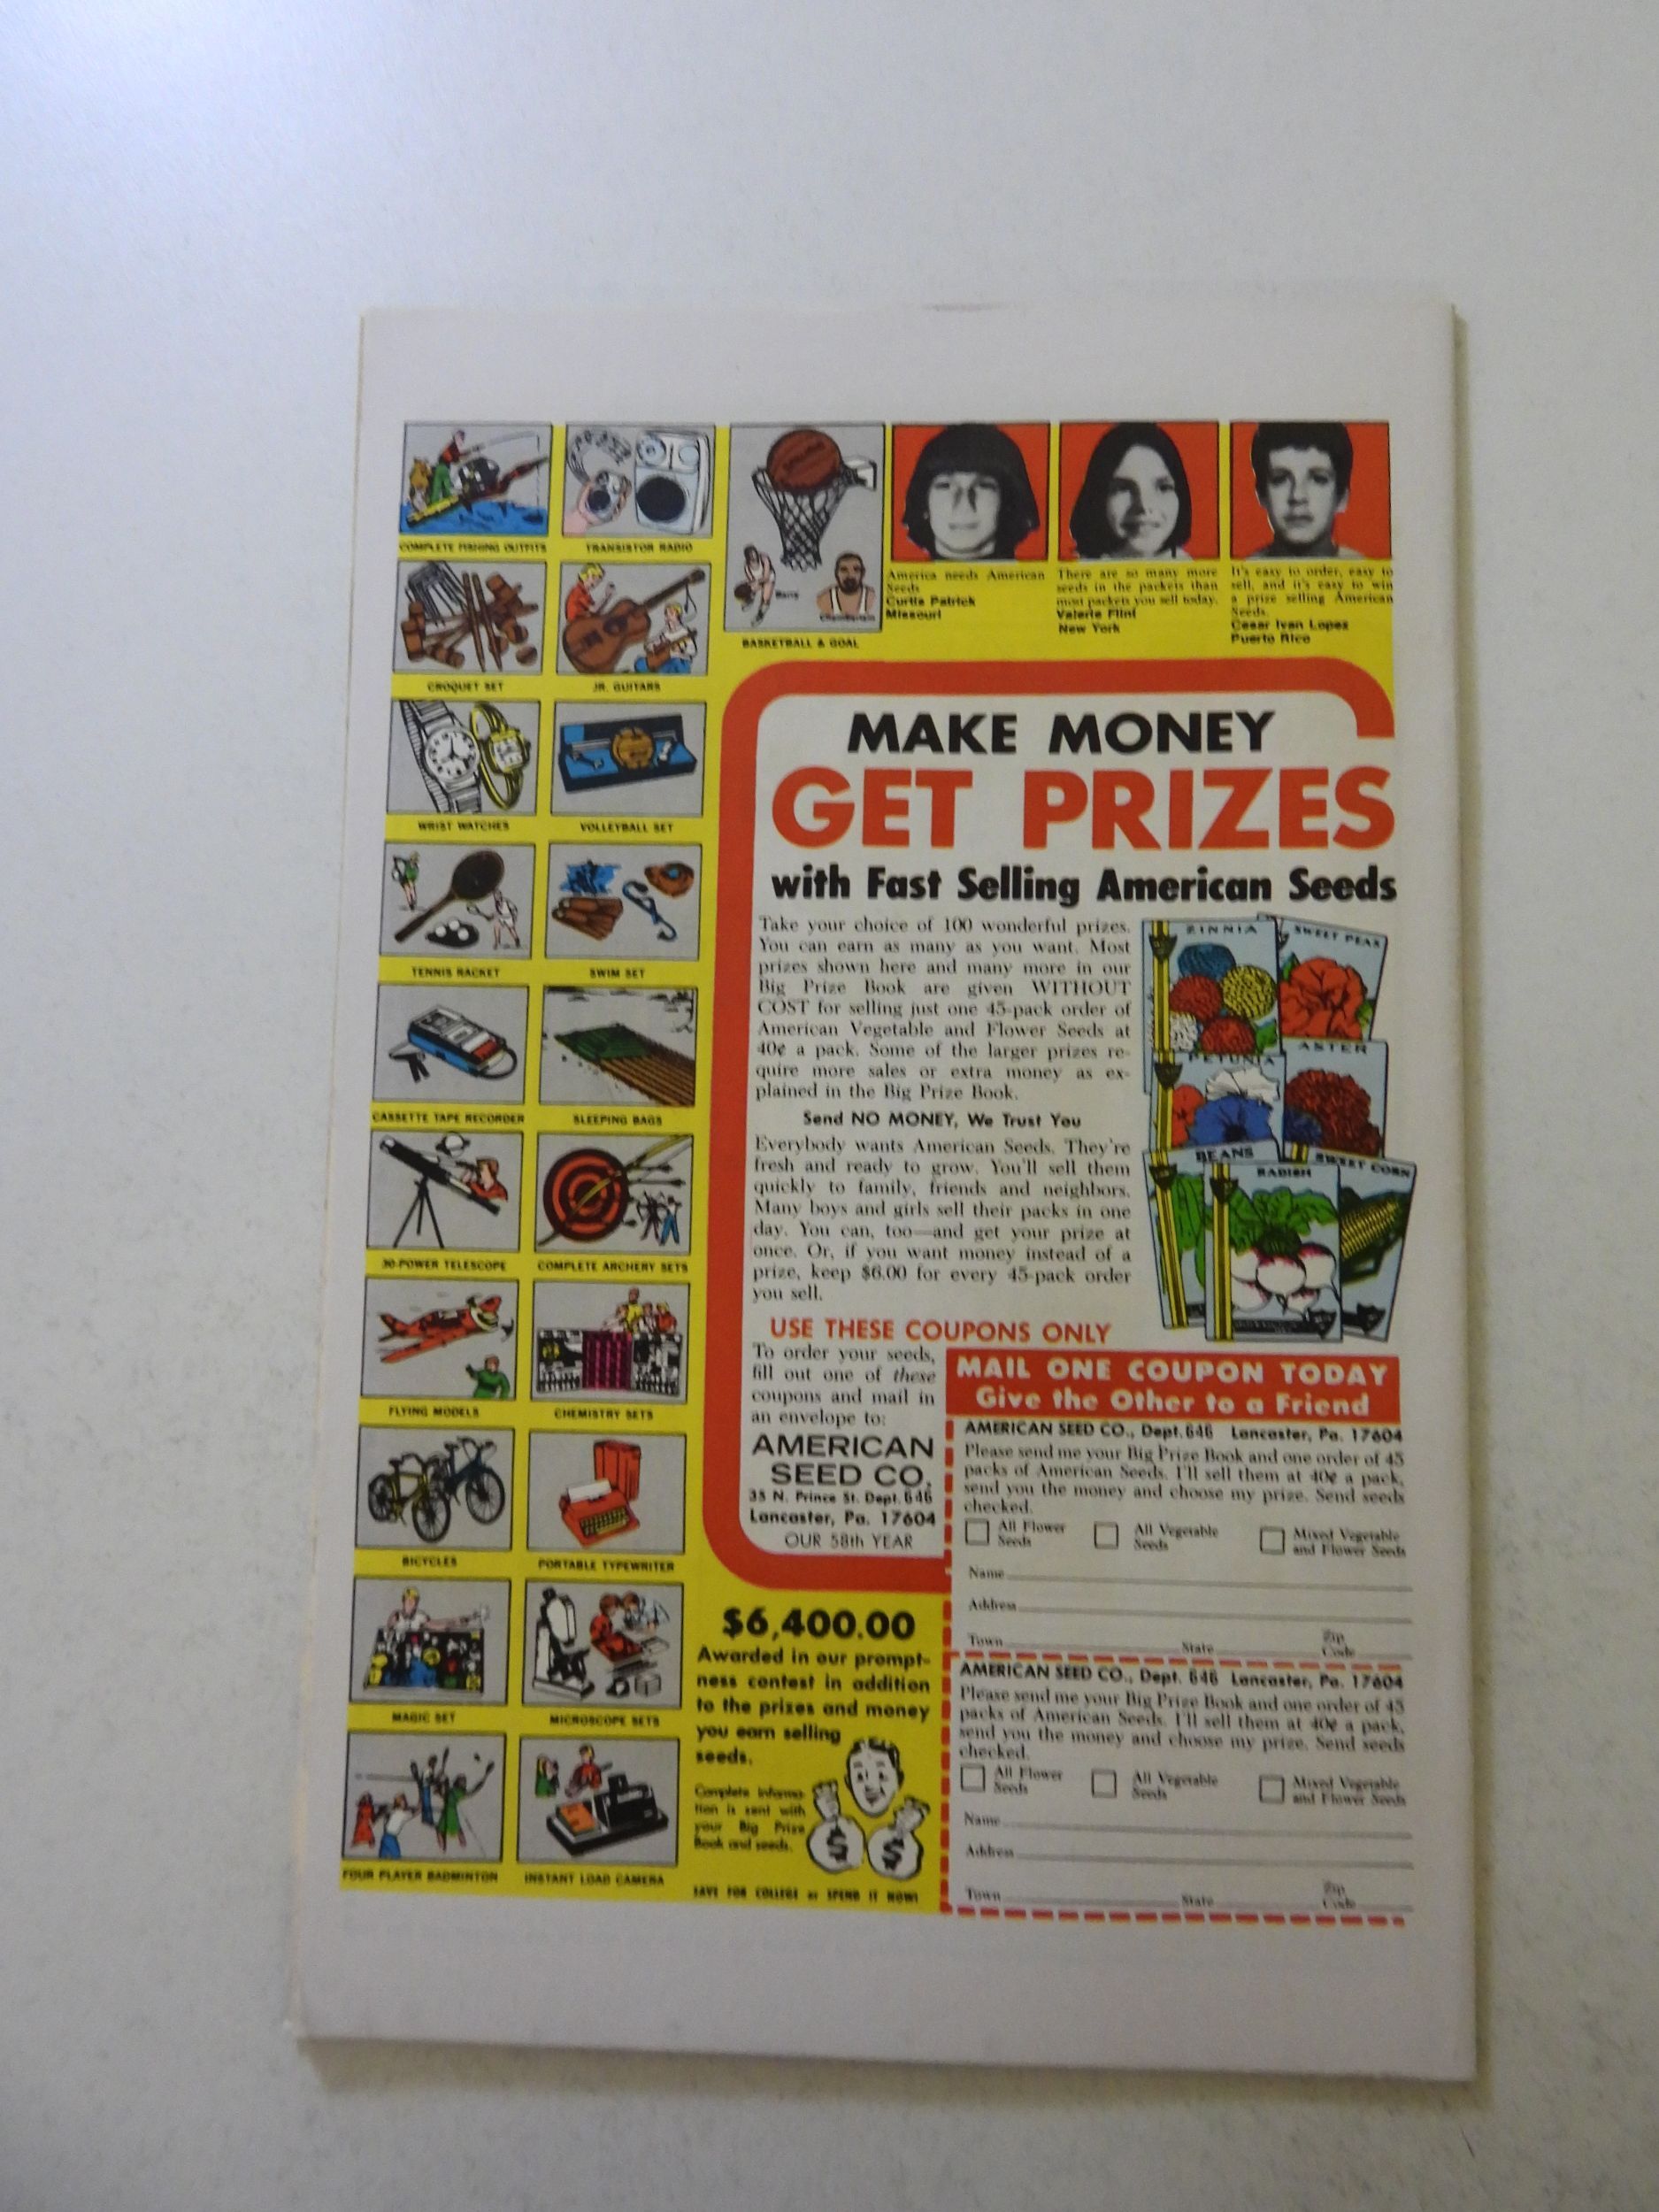 COMPLETE FISHING OUTFITS
TRANSISTOR RADIO
CROQUET SET
JR. GUITARS
WRIST WATCHES
VOLLEYBALL SET
TENNIS RACKET
SWIM SET
CASSETTE TAPE RECORDER
SLEEPING BAGS
30-POWER TELESCOPE
COMPLETE ARCHERY SETS
FLYING MODELS
CHEMISTRY SETS
BICYCLES
PORTABLE TYPEWRITER
MAGIC SET
MICROSCOPE SETS
FOUR PLAYER BADMINTON
INSTANT LOAD CAMERA
Barry
Chamberlain
BASKETBALL & GOAL
America needs American
Seeds
Curtis Patrick
Missouri
There are so many more
seeds in the packets than
most packets you sell today.
Valerie Flint
New York
It's easy to order, easy to
sell, and it's easy to win
a prize selling American
Seeds.
Cesar Ivan Lopez
Puerto Rico
MAKE MONEY
GET PRIZES
with Fast Selling American Seeds
Take your choice of 100 wonderful prizes.
You can earn as many as you want. Most
prizes shown here and many more in our
Big Prize Book are given WITHOUT
COST for selling just one 45-pack order of
American Vegetable and Flower Seeds at
40¢ a pack. Some of the larger prizes re-
quire more sales or extra money as ex-
plained in the Big Prize Book.
Send NO MONEY, We Trust You
Everybody wants American Seeds. They're
fresh and ready to grow. You'll sell them
quickly to family, friends and neighbors.
Many boys and girls sell their packs in one
day. You can, too—and get your prize at
once. Or, if you want money instead of a
prize, keep $6.00 for every 45-pack order
you sell.
ZINNIA
SWEET PEAS
PETUNIA
ASTER
BEANS
RADISH
SWEET CORN
USE THESE COUPONS ONLY
To order your seeds,
fill out one of these
coupons and mail in
an envelope to:
AMERICAN
SEED CO.
35 N. Prince St. Dept. 646
Lancaster, Pa. 17604
OUR 58th YEAR
$6,400.00
Awarded in our prompt-
ness contest in addition
to the prizes and money
you earn selling
seeds.
Complete informa-
tion is sent with
your Big Prize
Book and seeds.
$ $
SAVE FOR COLLEGE or SPEND IT NOW!
MAIL ONE COUPON TODAY
Give the Other to a Friend
AMERICAN SEED CO., Dept. 646 Lancaster, Pa. 17604
Please send me your Big Prize Book and one order of 45
packs of American Seeds. I'll sell them at 40¢ a pack,
send you the money and choose my prize. Send seeds
checked.
All Flower Seeds
All Vegetable Seeds
Mixed Vegetable and Flower Seeds
Name
Address
Town State Zip Code
AMERICAN SEED CO., Dept. 646 Lancaster, Pa. 17604
Please send me your Big Prize Book and one order of 45
packs of American Seeds. I'll sell them at 40¢ a pack,
send you the money and choose my prize. Send seeds
checked.
All Flower Seeds
All Vegetable Seeds
Mixed Vegetable and Flower Seeds
Name
Address
Town State Zip Code